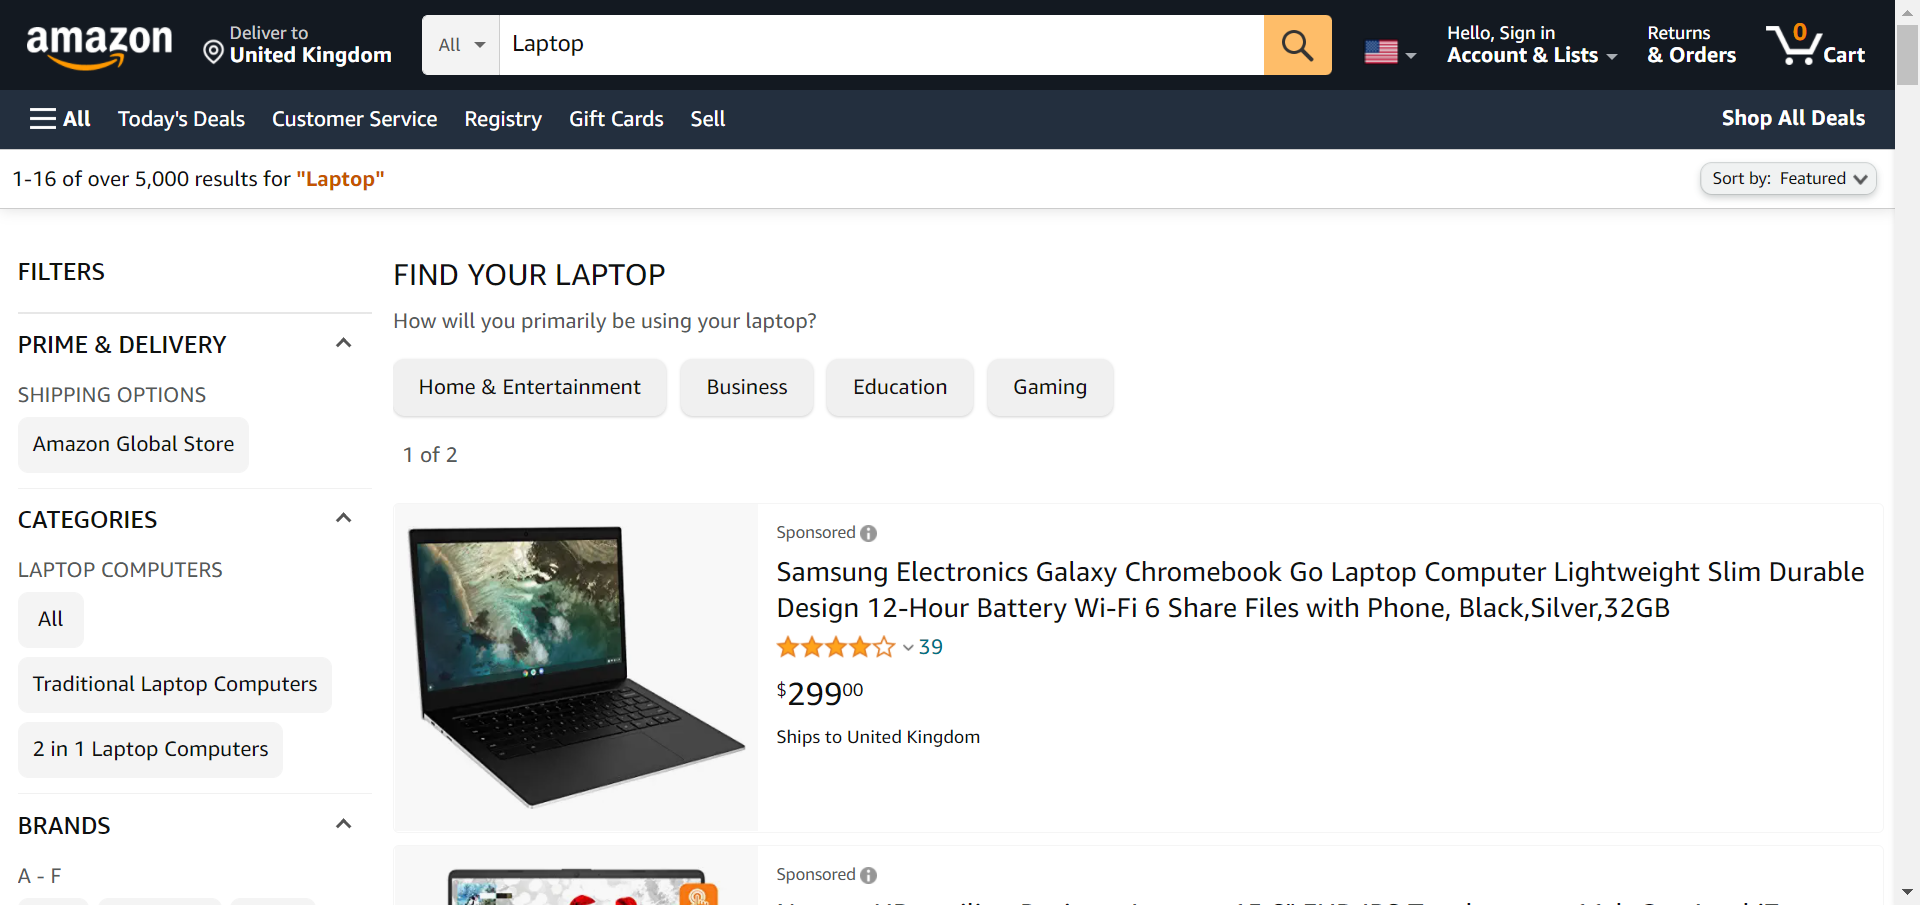 amazon
Deliver to
United Kingdom
All
Laptop
Hello, Sign in
Account & Lists
Returns
& Orders
0
Cart
All
Today's Deals
Customer Service
Registry
Gift Cards
Sell
Shop All Deals
1-16 of over 5,000 results for "Laptop"
Sort by: Featured
FILTERS
PRIME & DELIVERY
SHIPPING OPTIONS
Amazon Global Store
CATEGORIES
LAPTOP COMPUTERS
All
Traditional Laptop Computers
2 in 1 Laptop Computers
BRANDS
A - F
FIND YOUR LAPTOP
How will you primarily be using your laptop?
Home & Entertainment
Business
Education
Gaming
1 of 2
Sponsored
Samsung Electronics Galaxy Chromebook Go Laptop Computer Lightweight Slim Durable
Design 12-Hour Battery Wi-Fi 6 Share Files with Phone, Black,Silver,32GB
39
$29900
Ships to United Kingdom
Sponsored